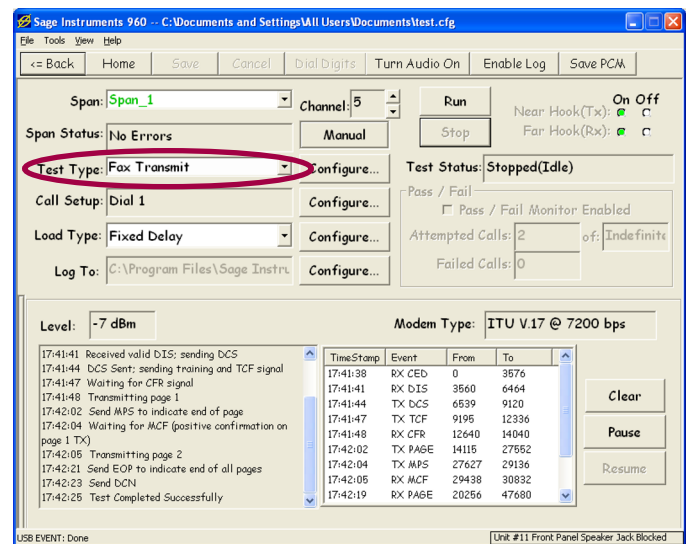 Sage Instruments 960 -- C:\Documents and Settings\All Users\Documents\test.cfg
File Tools View Help
<= Back Home Save Cancel Dial Digits Turn Audio On Enable Log Save PCM
Span: Span_1 Channel: 5 Run On Off
Near Hook(Tx):
Span Status: No Errors Manual Stop Far Hook(Rx):
Test Type: Fax Transmit Configure... Test Status: Stopped(Idle)
Pass / Fail
Call Setup: Dial 1 Configure... Pass / Fail Monitor Enabled
Load Type: Fixed Delay Configure... Attempted Calls: 2 of: Indefinite
Log To: C:\Program Files\Sage Instru Configure... Failed Calls: 0
Level: -7 dBm Modem Type: ITU V.17 @ 7200 bps
17:41:41 Received valid DIS; sending DCS
17:41:44 DCS Sent; sending training and TCF signal
17:41:47 Waiting for CFR signal
17:41:48 Transmitting page 1
17:42:02 Send MPS to indicate end of page
17:42:04 Waiting for MCF (positive confirmation on
page 1 TX)
17:42:05 Transmitting page 2
17:42:21 Send EOP to indicate end of all pages
17:42:23 Send DCN
17:42:25 Test Completed Successfully
TimeStamp Event From To
17:41:38 RX CED 0 3576
17:41:41 RX DIS 3560 6464
17:41:44 TX DCS 6539 9120
17:41:47 TX TCF 9195 12336
17:41:48 RX CFR 12640 14040
17:42:02 TX PAGE 14115 27552
17:42:04 TX MPS 27627 29136
17:42:05 RX MCF 29438 30832
17:42:19 RX PAGE 20256 47680
Clear
Pause
Resume
USB EVENT: Done Unit #11 Front Panel Speaker Jack Blocked